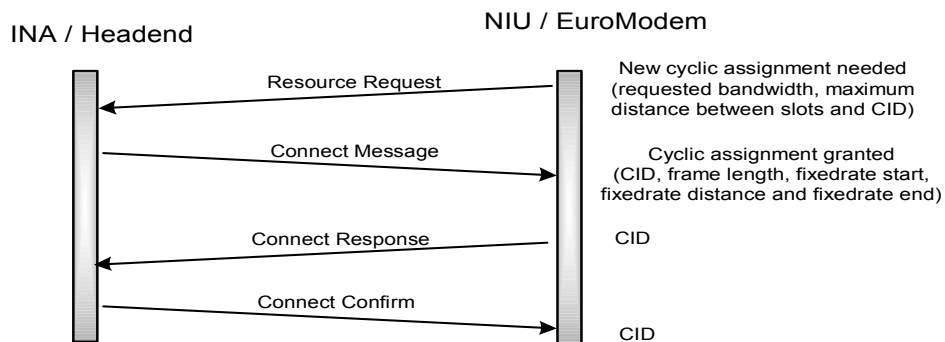 INA / Headend
NIU / EuroModem
Resource Request
New cyclic assignment needed
(requested bandwidth, maximum
distance between slots and CID)
Connect Message
Cyclic assignment granted
(CID, frame length, fixedrate start,
fixedrate distance and fixedrate end)
Connect Response
CID
Connect Confirm
CID